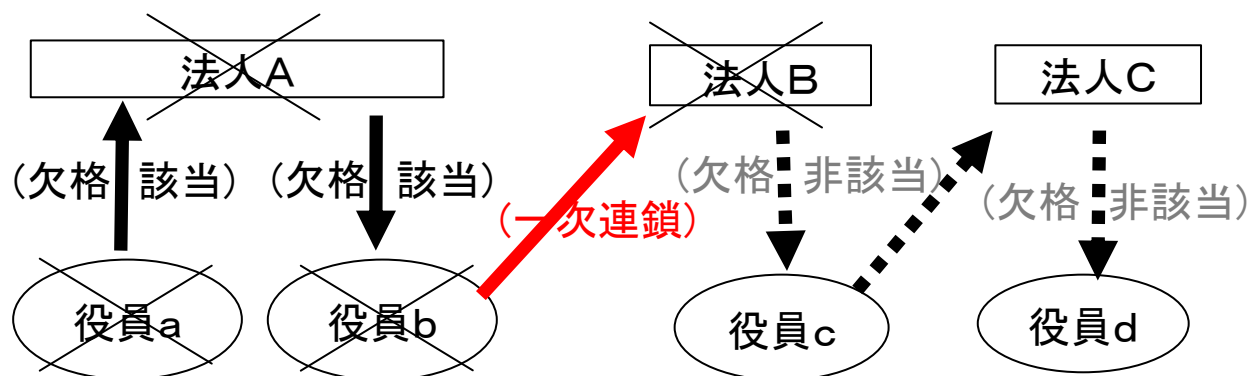 法人A
法人B
法人C
(欠格 該当)
(欠格 該当)
(欠格 非該当)
(欠格 非該当)
(一次連鎖)
役員a
役員b
役員c
役員d